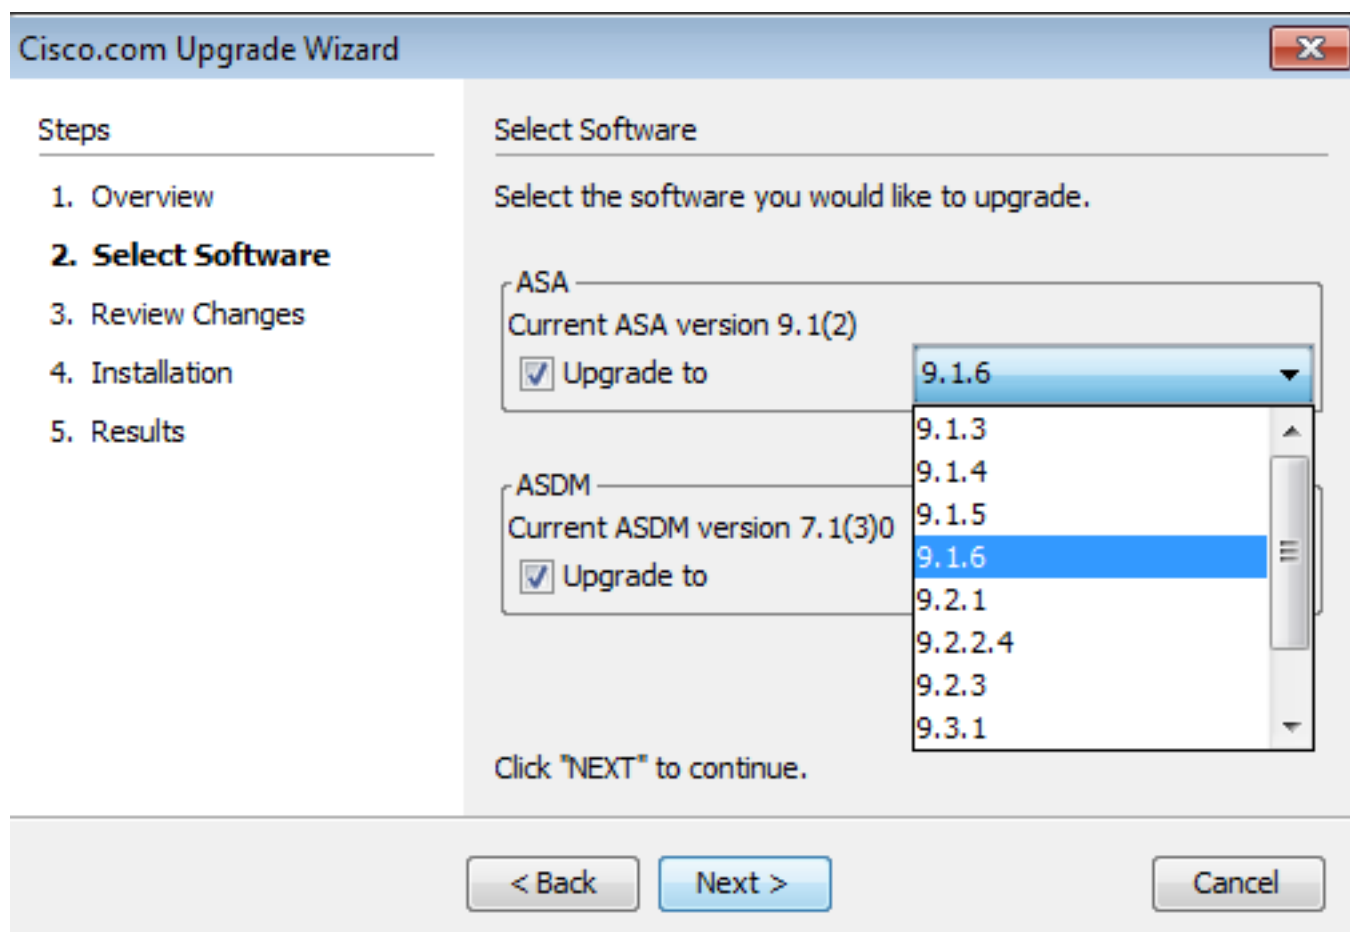 Cisco.com Upgrade Wizard
Steps
1. Overview
2. Select Software
3. Review Changes
4. Installation
5. Results
Select Software
Select the software you would like to upgrade.
ASA
Current ASA version 9.1(2)
Upgrade to
9.1.6
9.1.3
9.1.4
9.1.5
9.1.6
9.2.1
9.2.2.4
9.2.3
9.3.1
ASDM
Current ASDM version 7.1(3)0
Upgrade to
Click "NEXT" to continue.
< Back
Next >
Cancel